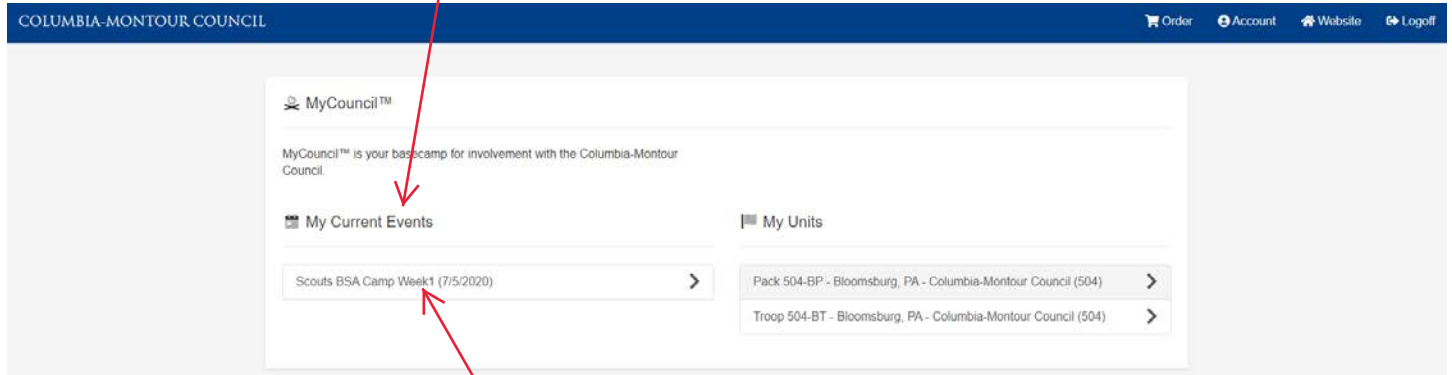 COLUMBIA-MONTOUR COUNCIL
Order Account Website Logoff
MyCouncil™
MyCouncil™ is your basecamp for involvement with the Columbia-Montour
Council.
My Current Events
Scouts BSA Camp Week1 (7/5/2020)
My Units
Pack 504-BP - Bloomsburg, PA - Columbia-Montour Council (504)
Troop 504-BT - Bloomsburg, PA - Columbia-Montour Council (504)